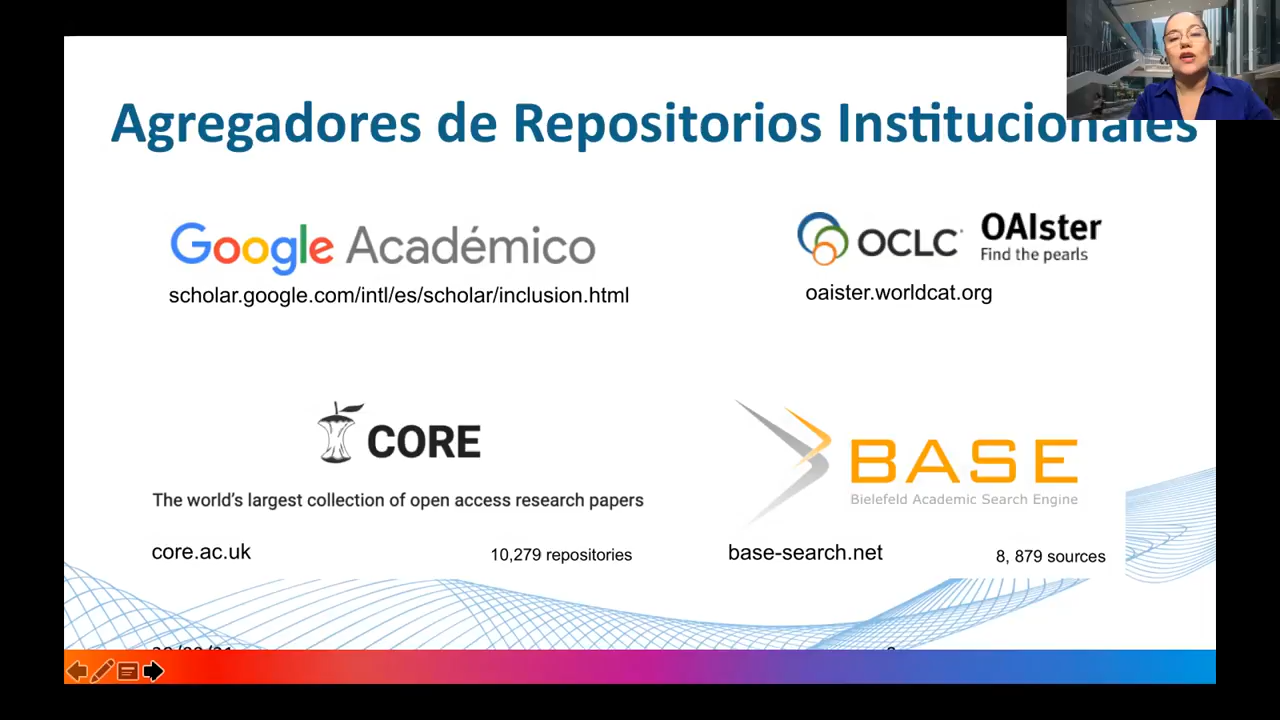 Agregadores de Repositorios Institucionales
Google Académico
scholar.google.com/intl/es/scholar/inclusion.html
OCLC OAIster
Find the pearls
oaister.worldcat.org
CORE
The world's largest collection of open access research papers
core.ac.uk
10,279 repositories
BASE
Bielefeld Academic Search Engine
base-search.net
8, 879 sources